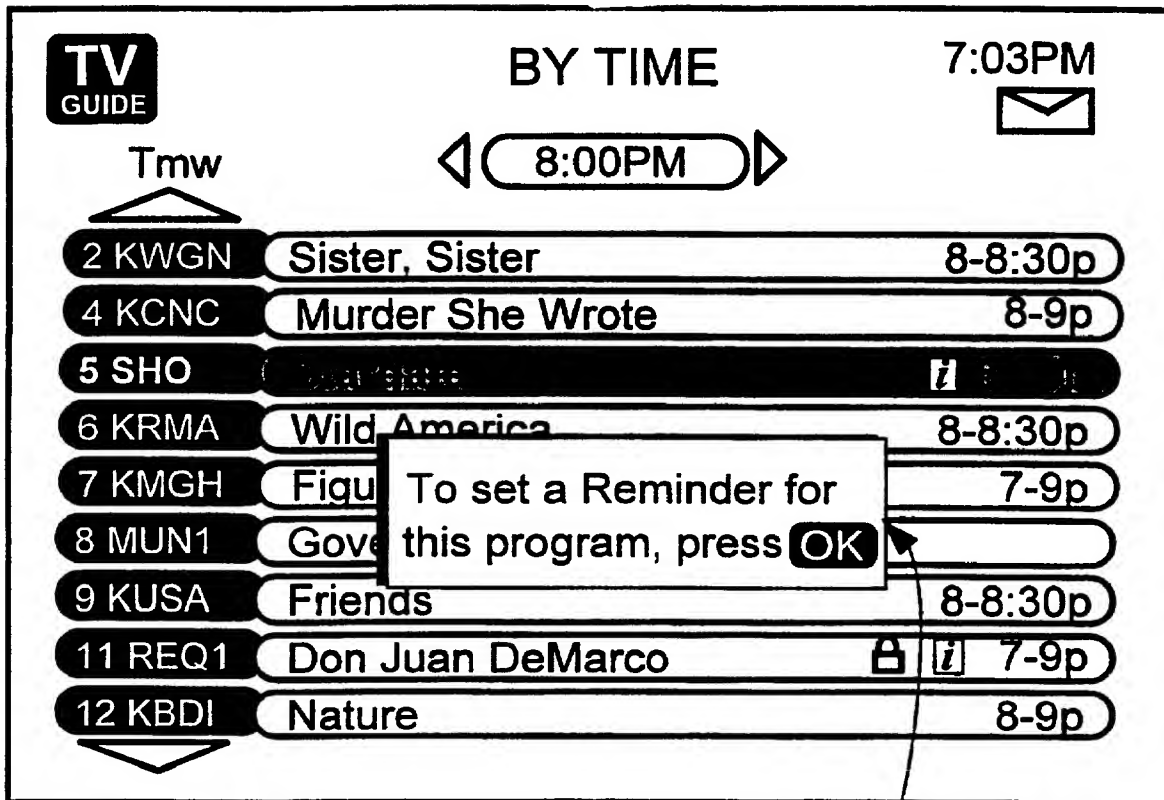 TV
GUIDE
BY TIME
7:03PM
Tmw
8:00PM
2 KWGN Sister, Sister 8-8:30p
4 KCNC Murder She Wrote 8-9p
5 SHO i
6 KRMA Wild America 8-8:30p
7 KMGH Figu 7-9p
To set a Reminder for
this program, press OK
8 MUN1 Gove
9 KUSA Friends 8-8:30p
11 REQ1 Don Juan DeMarco i 7-9p
12 KBDI Nature 8-9p